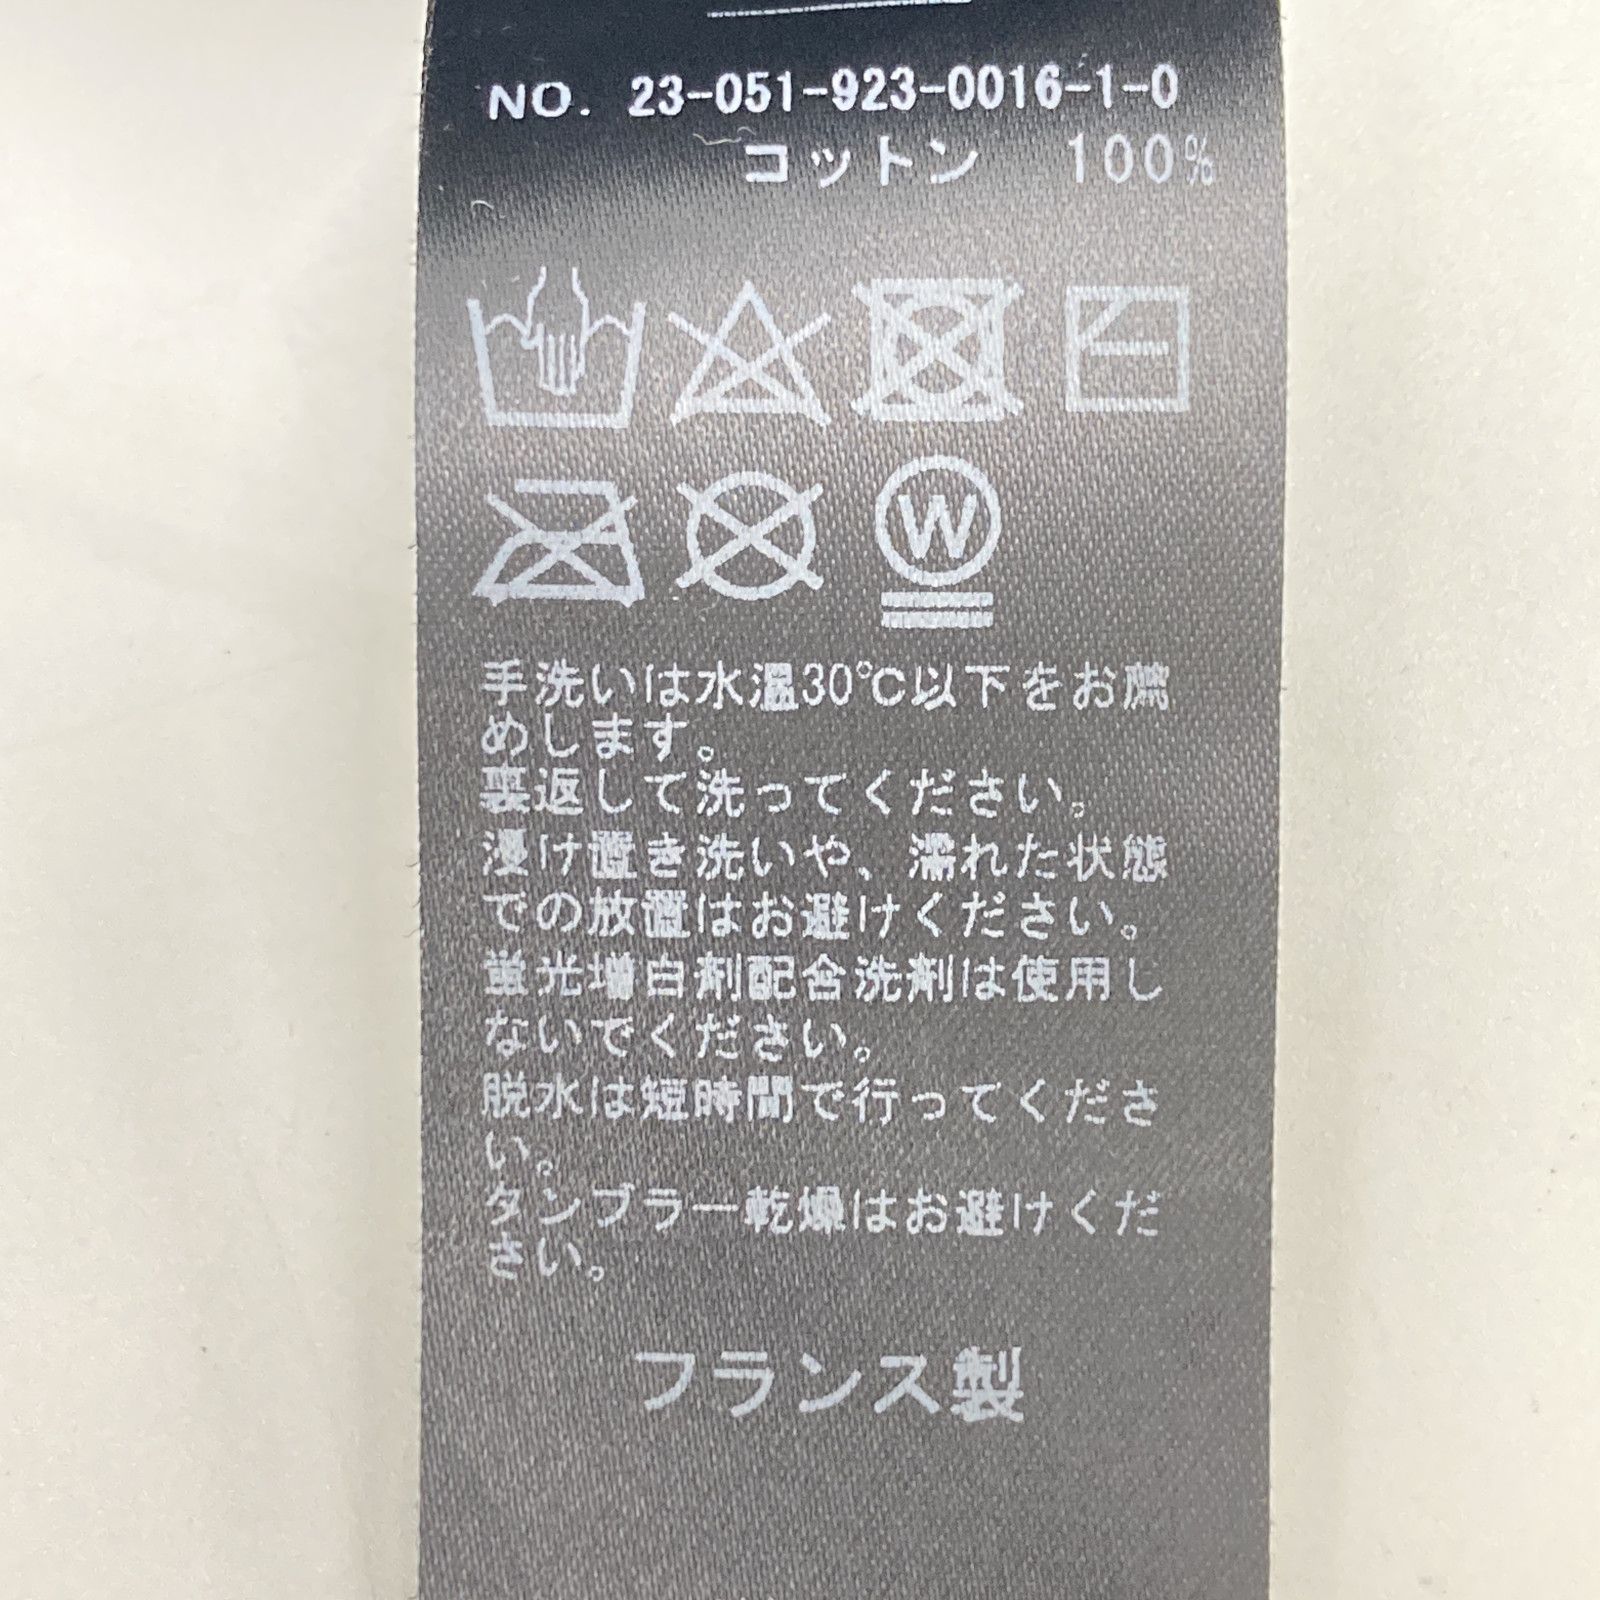 NO. 23-051-923-0016-1-0
コットン 100%
W
手洗いは水温30℃以下をお薦
めします。
裏返して洗ってください。
浸け置き洗いや、濡れた状態
での放置はお避けください。
蛍光増白剤配合洗剤は使用し
ないでください。
脱水は短時間で行ってくださ
い。
タンブラー乾燥はお避けくだ
さい。
フランス製